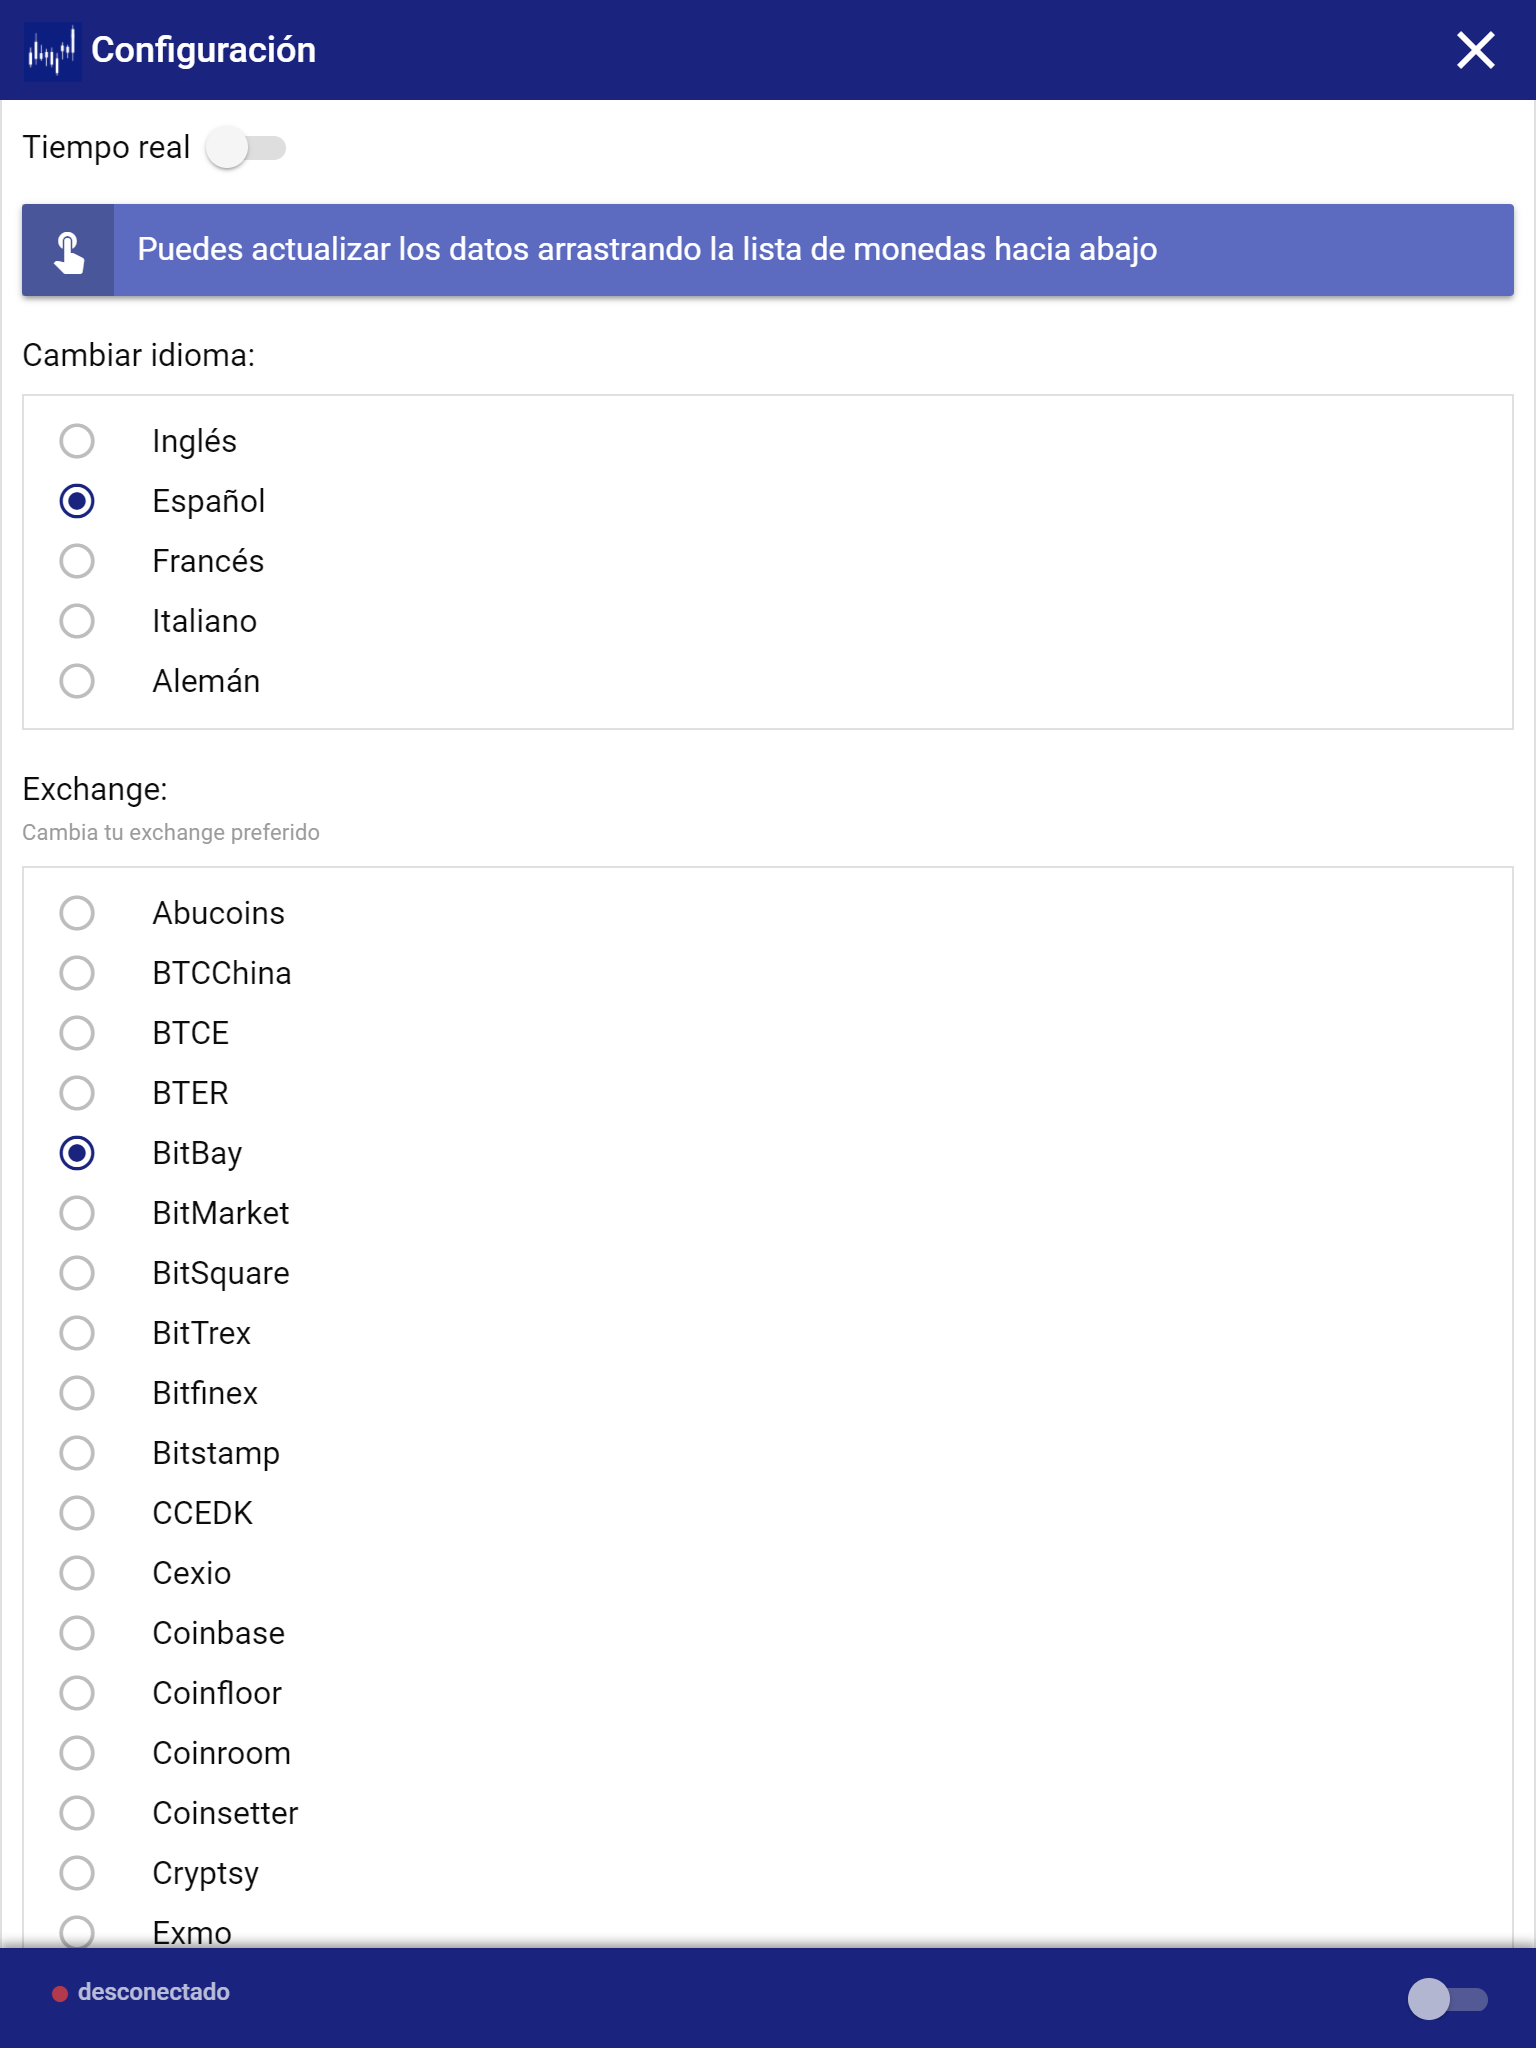 Configuración
Tiempo real
Puedes actualizar los datos arrastrando la lista de monedas hacia abajo
Cambiar idioma:
Inglés
Español
Francés
Italiano
Alemán
Exchange:
Cambia tu exchange preferido
Abucoins
BTCChina
BTCE
BTER
BitBay
BitMarket
BitSquare
BitTrex
Bitfinex
Bitstamp
CCEDK
Cexio
Coinbase
Coinfloor
Coinroom
Coinsetter
Cryptsy
Exmo
desconectado